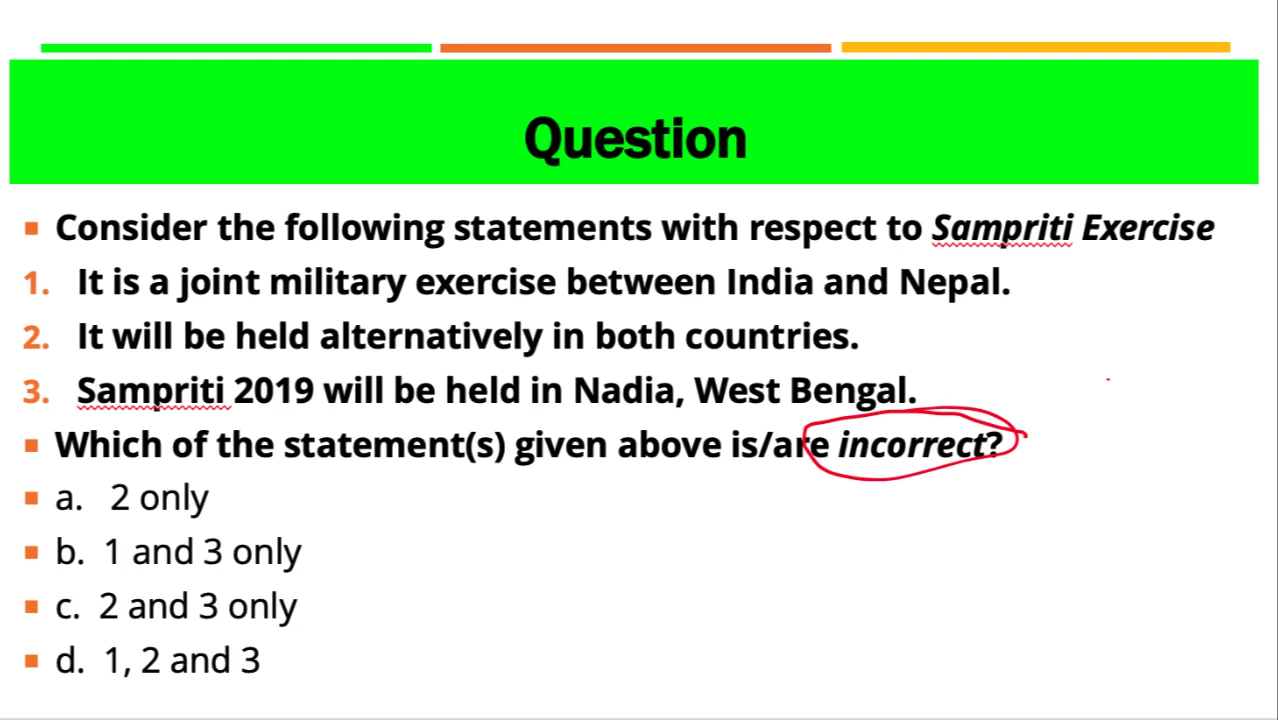 Question
Consider the following statements with respect to Sampriti Exercise
1. It is a joint military exercise between India and Nepal.
2. It will be held alternatively in both countries.
3. Sampriti 2019 will be held in Nadia, West Bengal.
Which of the statement(s) given above is/are incorrect?
a. 2 only
b. 1 and 3 only
c. 2 and 3 only
d. 1, 2 and 3